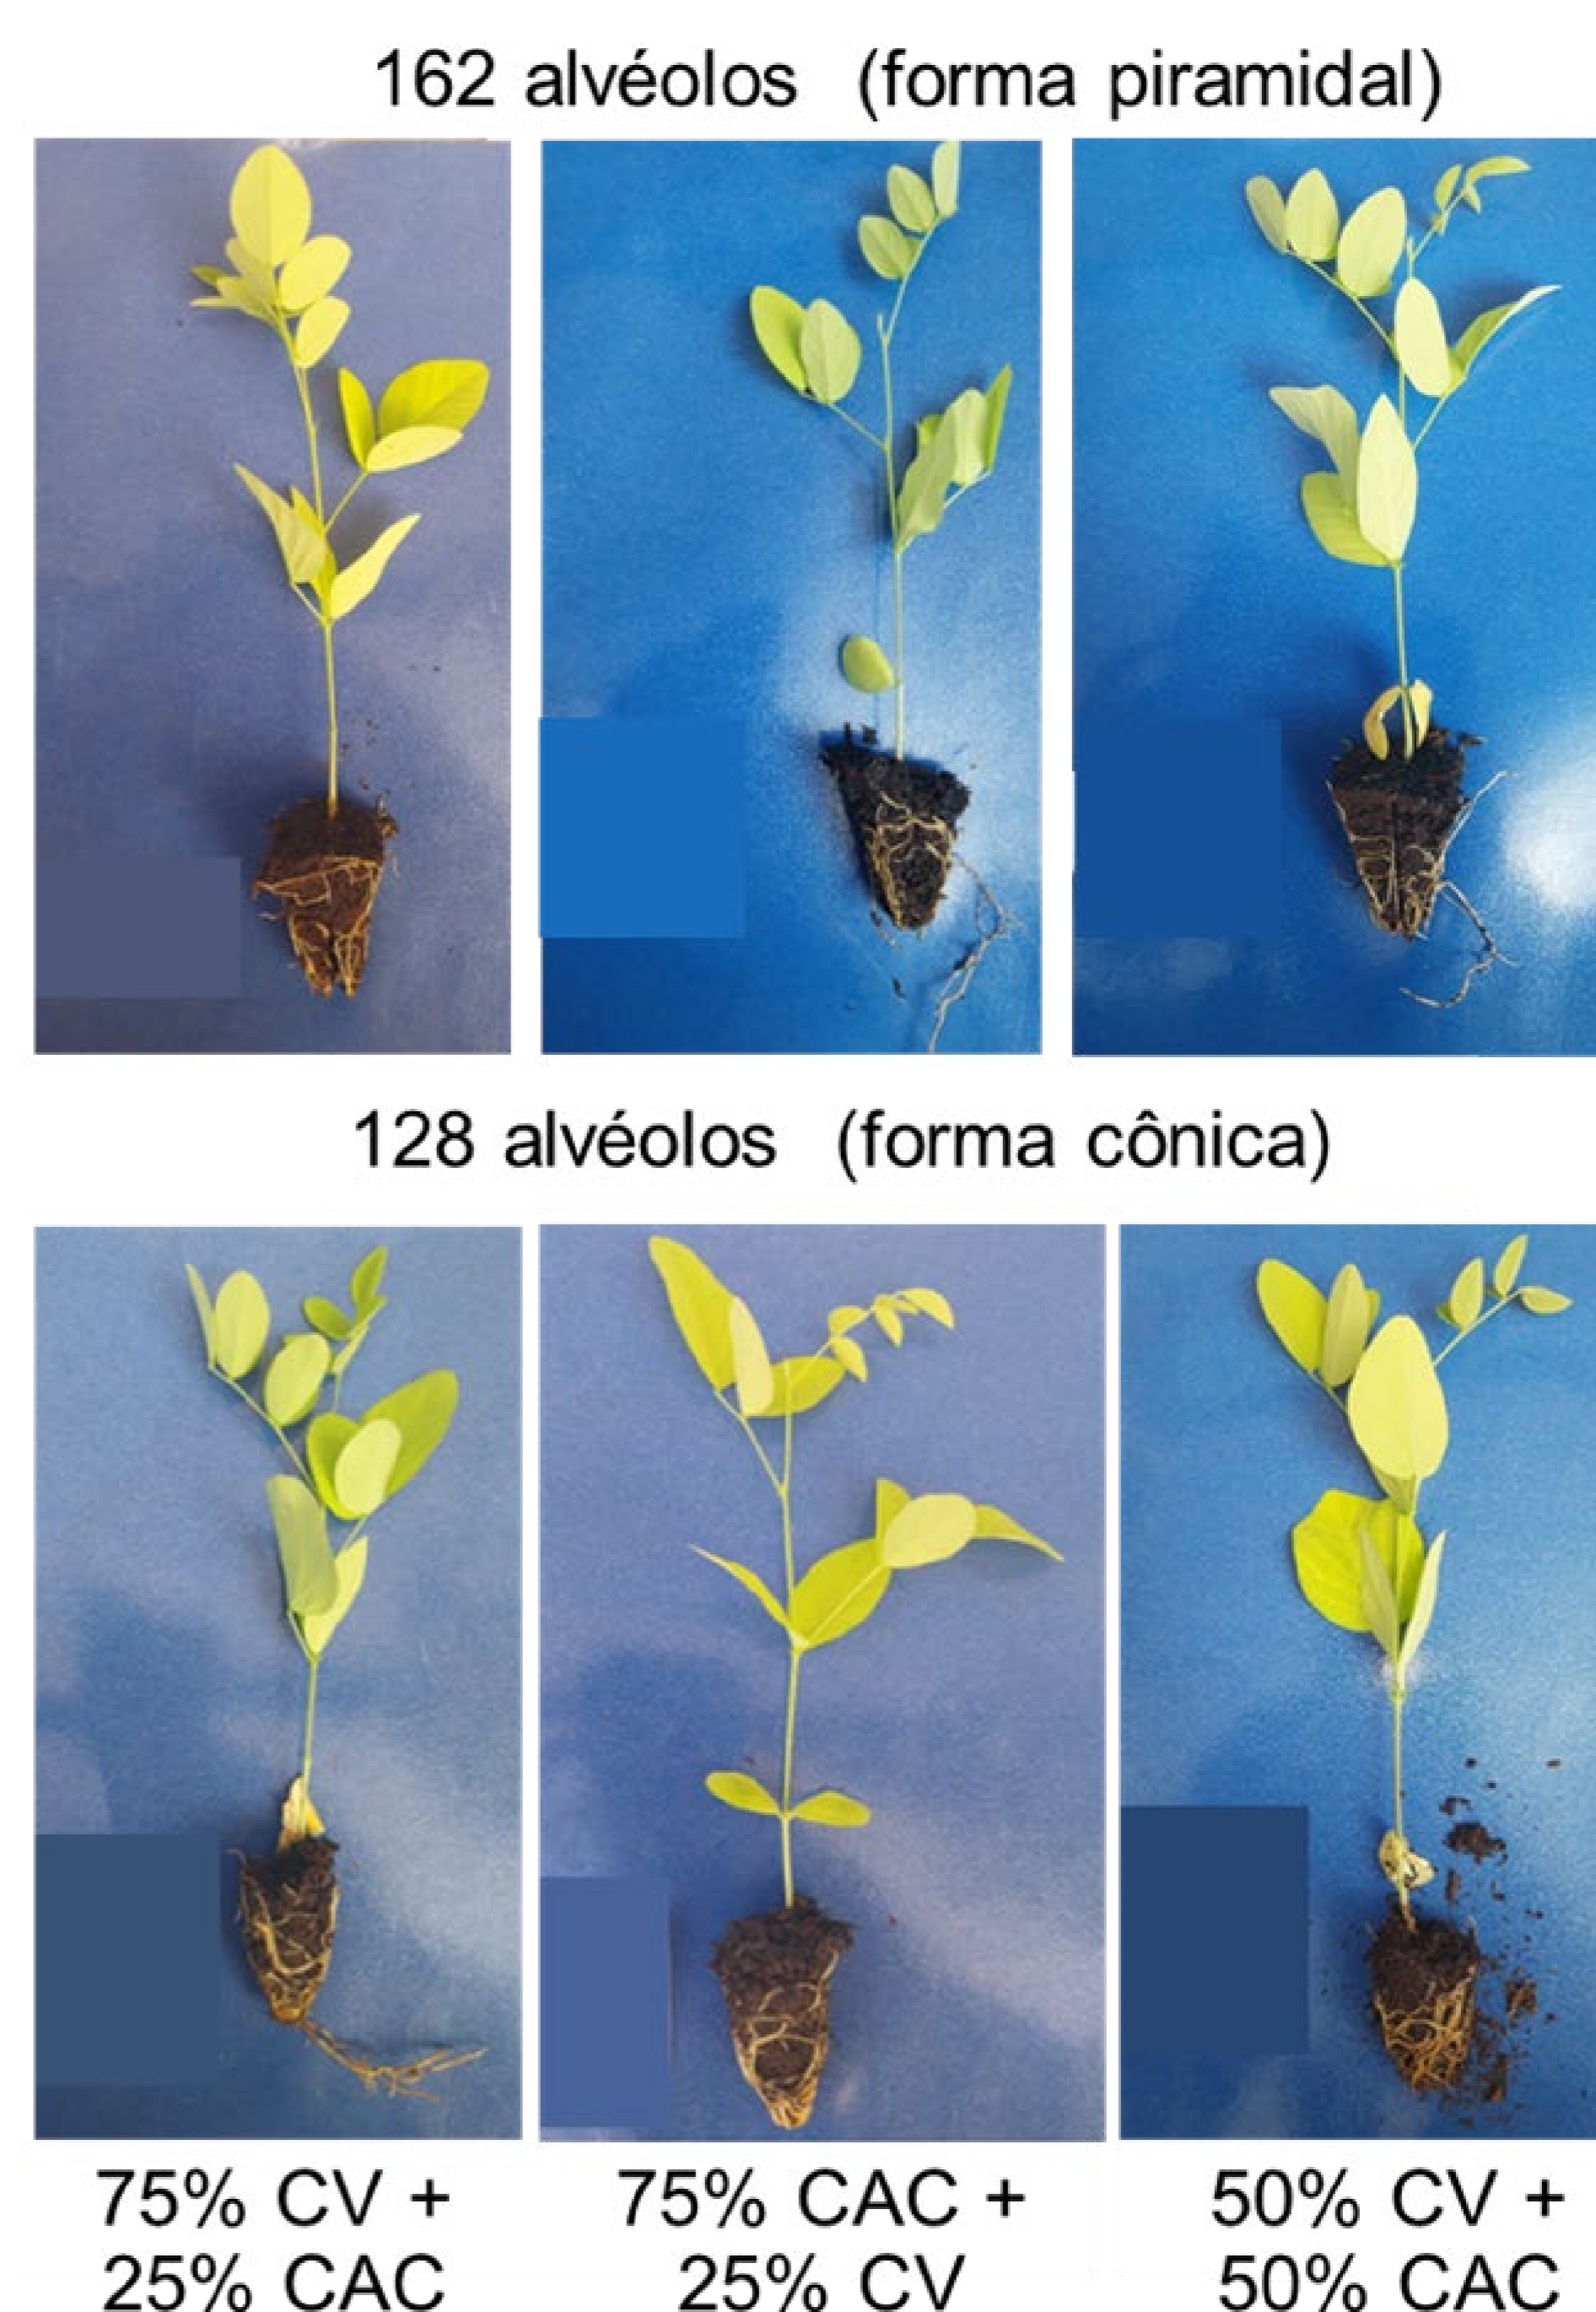 162 alvéolos (forma piramidal)
128 alvéolos (forma cônica)
75% CV + 
25% CAC
75% CAC +
25% CV
50% CV +
50% CAC